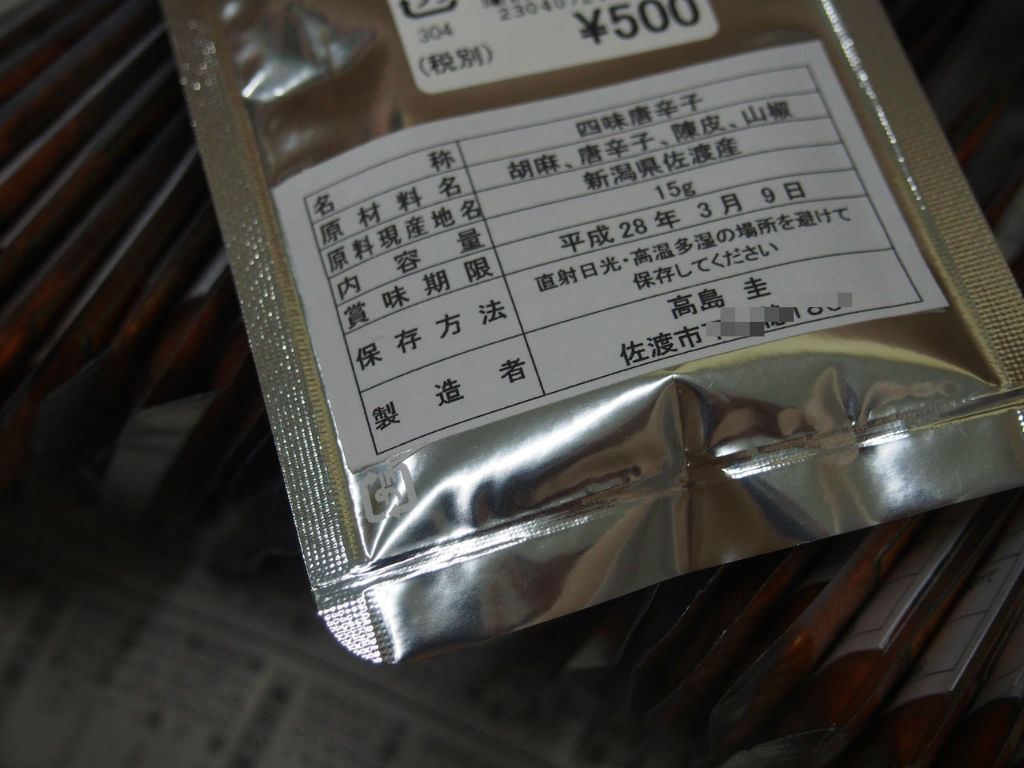 ¥500
304
(税別)
名称 四味唐辛子
原材料名 胡麻、唐辛子、陳皮、山椒
原料現産地名 新潟県佐渡産
内容量 15g
賞味期限 平成28年3月9日
保存方法 直射日光・高温多湿の場所を避けて
保存してください
製造者 高島 圭
佐渡市
プラ